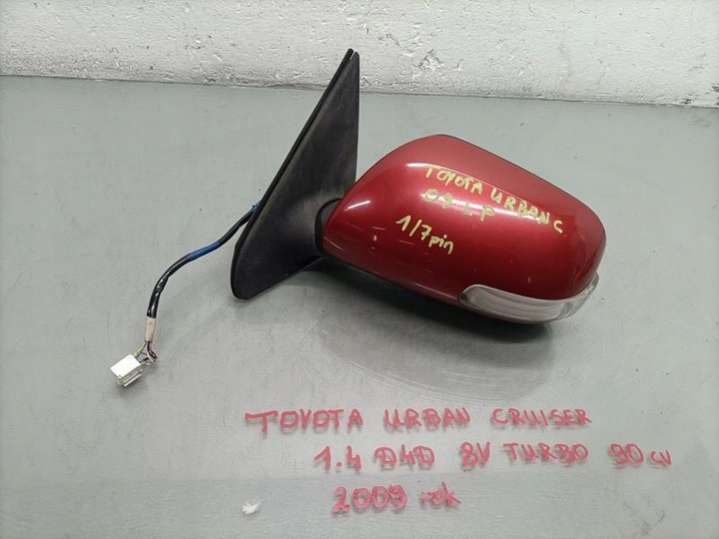 TOYOTA URBAN C
1/7pin
TOYOTA URBAN CRUISER
1.4 D4D 8V TURBO 90 cv
2009 rok